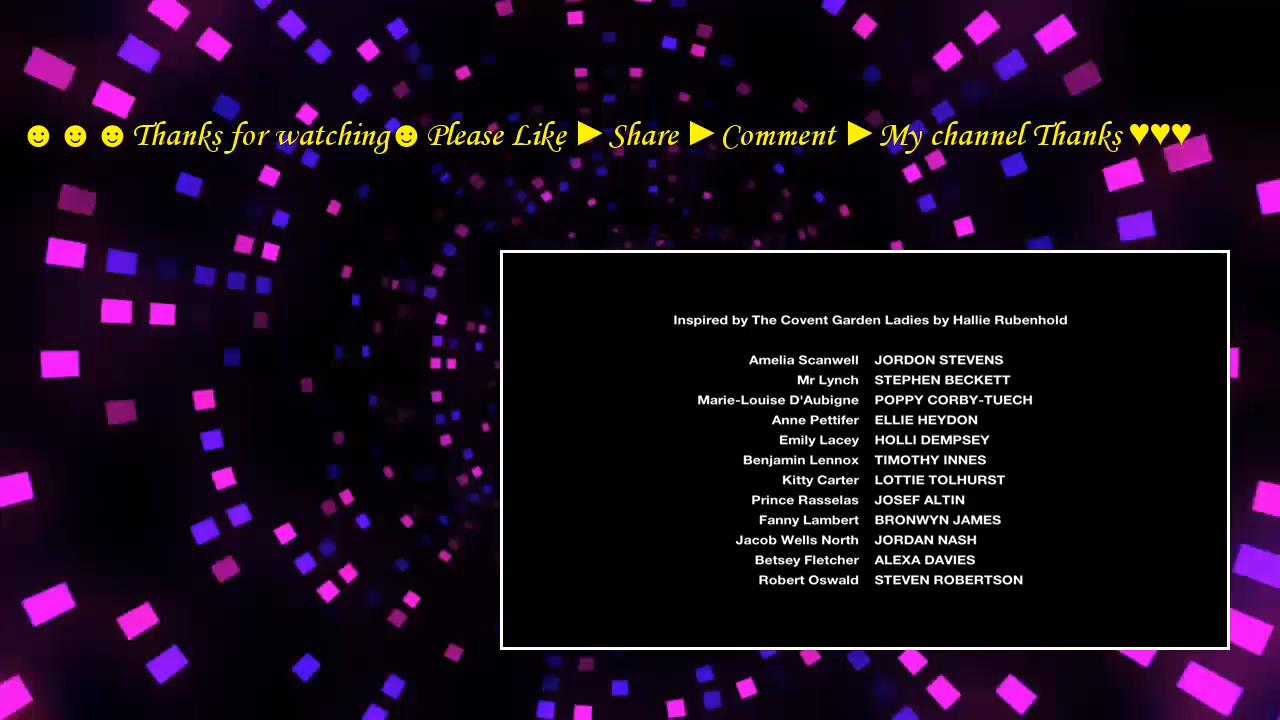 ☻ ☻ ☻ Thanks for watching☻ Please Like ► Share ► Comment ► My channel Thanks ♥♥♥
Inspired by The Covent Garden Ladies by Hallie Rubenhold
Amelia Scanwell JORDON STEVENS
Mr Lynch STEPHEN BECKETT
Marie-Louise D'Aubigne POPPY CORBY-TUECH
Anne Pettifer ELLIE HEYDON
Emily Lacey HOLLI DEMPSEY
Benjamin Lennox TIMOTHY INNES
Kitty Carter LOTTIE TOLHURST
Prince Rasselas JOSEF ALTIN
Fanny Lambert BRONWYN JAMES
Jacob Wells North JORDAN NASH
Betsey Fletcher ALEXA DAVIES
Robert Oswald STEVEN ROBERTSON